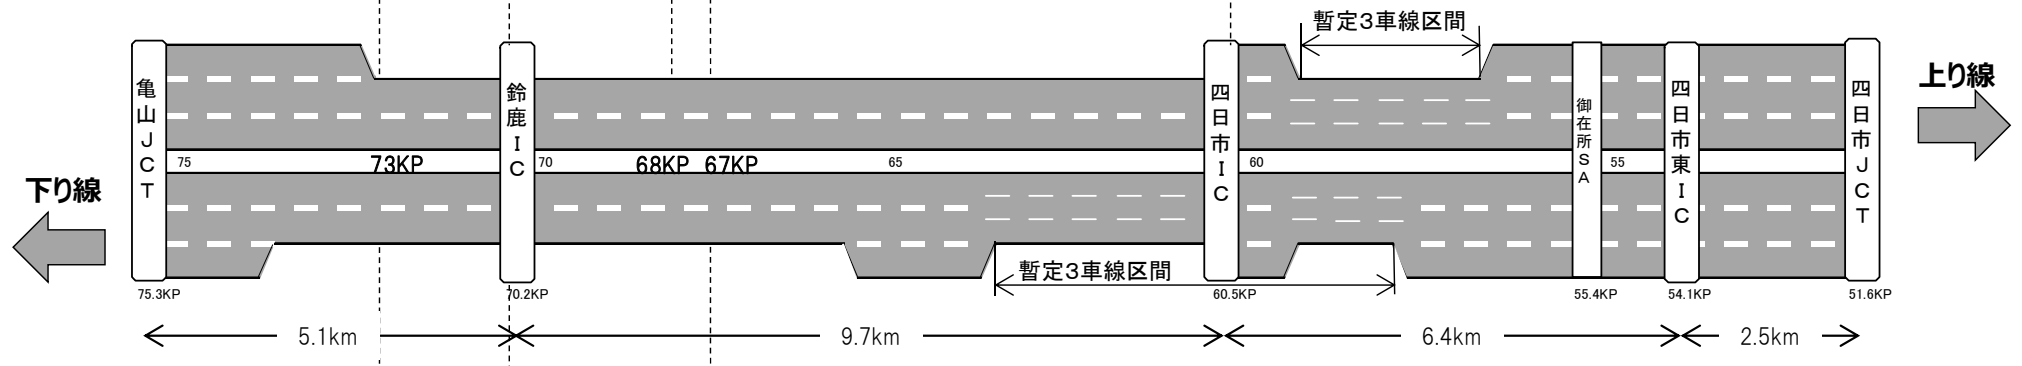 暫定３車線区間
上り線
亀山ＪＣＴ
鈴鹿ＩＣ
四日市ＩＣ
御在所ＳＡ
四日市東ＩＣ
四日市ＪＣＴ
75
73KP
70
68KP
67KP
65
60
55
下り線
暫定３車線区間
75.3KP
70.2KP
60.5KP
55.4KP
54.1KP
51.6KP
5.1km
9.7km
6.4km
2.5km